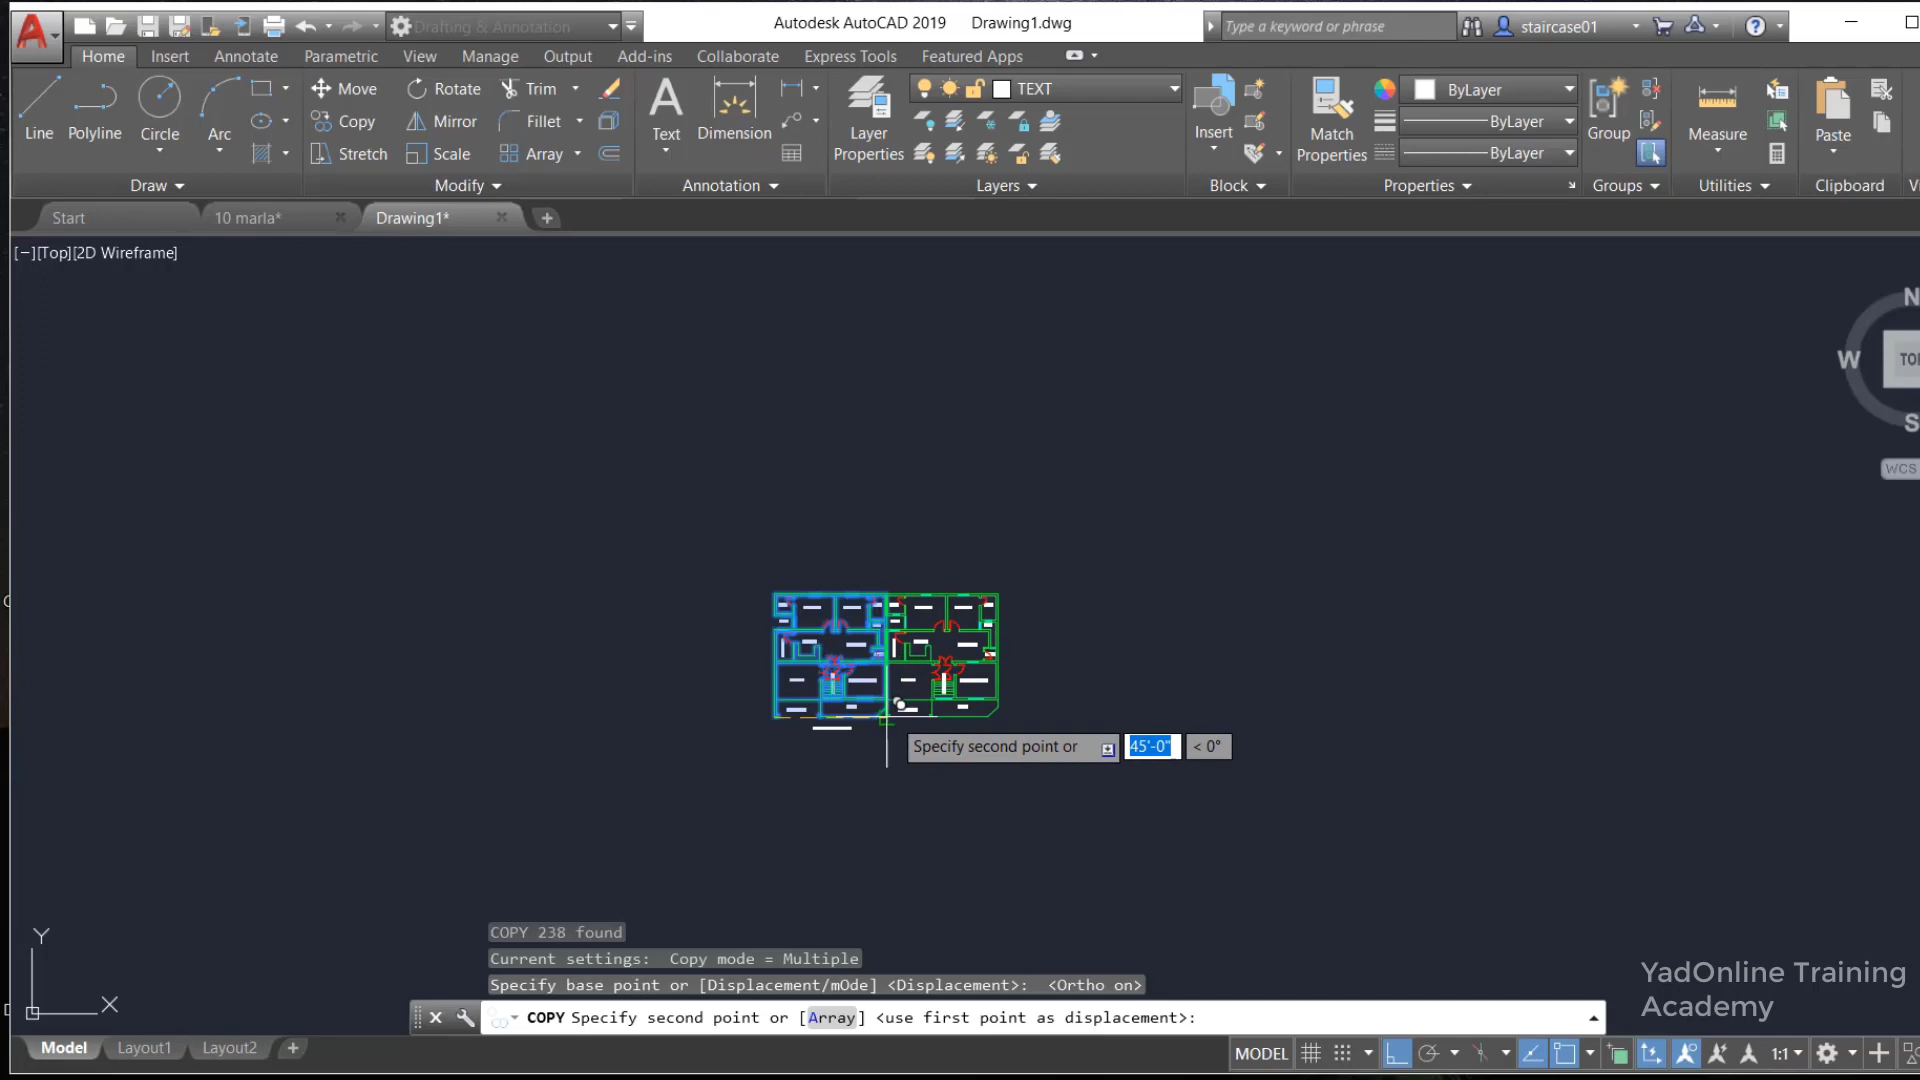 Drafting & Annotation
Autodesk AutoCAD 2019 Drawing1.dwg
Type a keyword or phrase
staircase01
Home Insert Annotate Parametric View Manage Output Add-ins Collaborate Express Tools Featured Apps
Line Polyline Circle Arc
Move Rotate Trim
Copy Mirror Fillet
Stretch Scale Array
Text Dimension
Layer Properties
TEXT
Insert
Match Properties
ByLayer
ByLayer
ByLayer
Group
Measure
Paste
Draw Modify Annotation Layers Block Properties Groups Utilities Clipboard
Start 10 marla* Drawing1*
[−][Top][2D Wireframe]
N
W
S
WCS
Specify second point or 45'-0" < 0°
Y
X
COPY 238 found
Current settings: Copy mode = Multiple
Specify base point or [Displacement/mOde] <Displacement>: <Ortho on>
COPY Specify second point or [Array] <use first point as displacement>:
YadOnline Training
Academy
Model Layout1 Layout2
MODEL 1:1